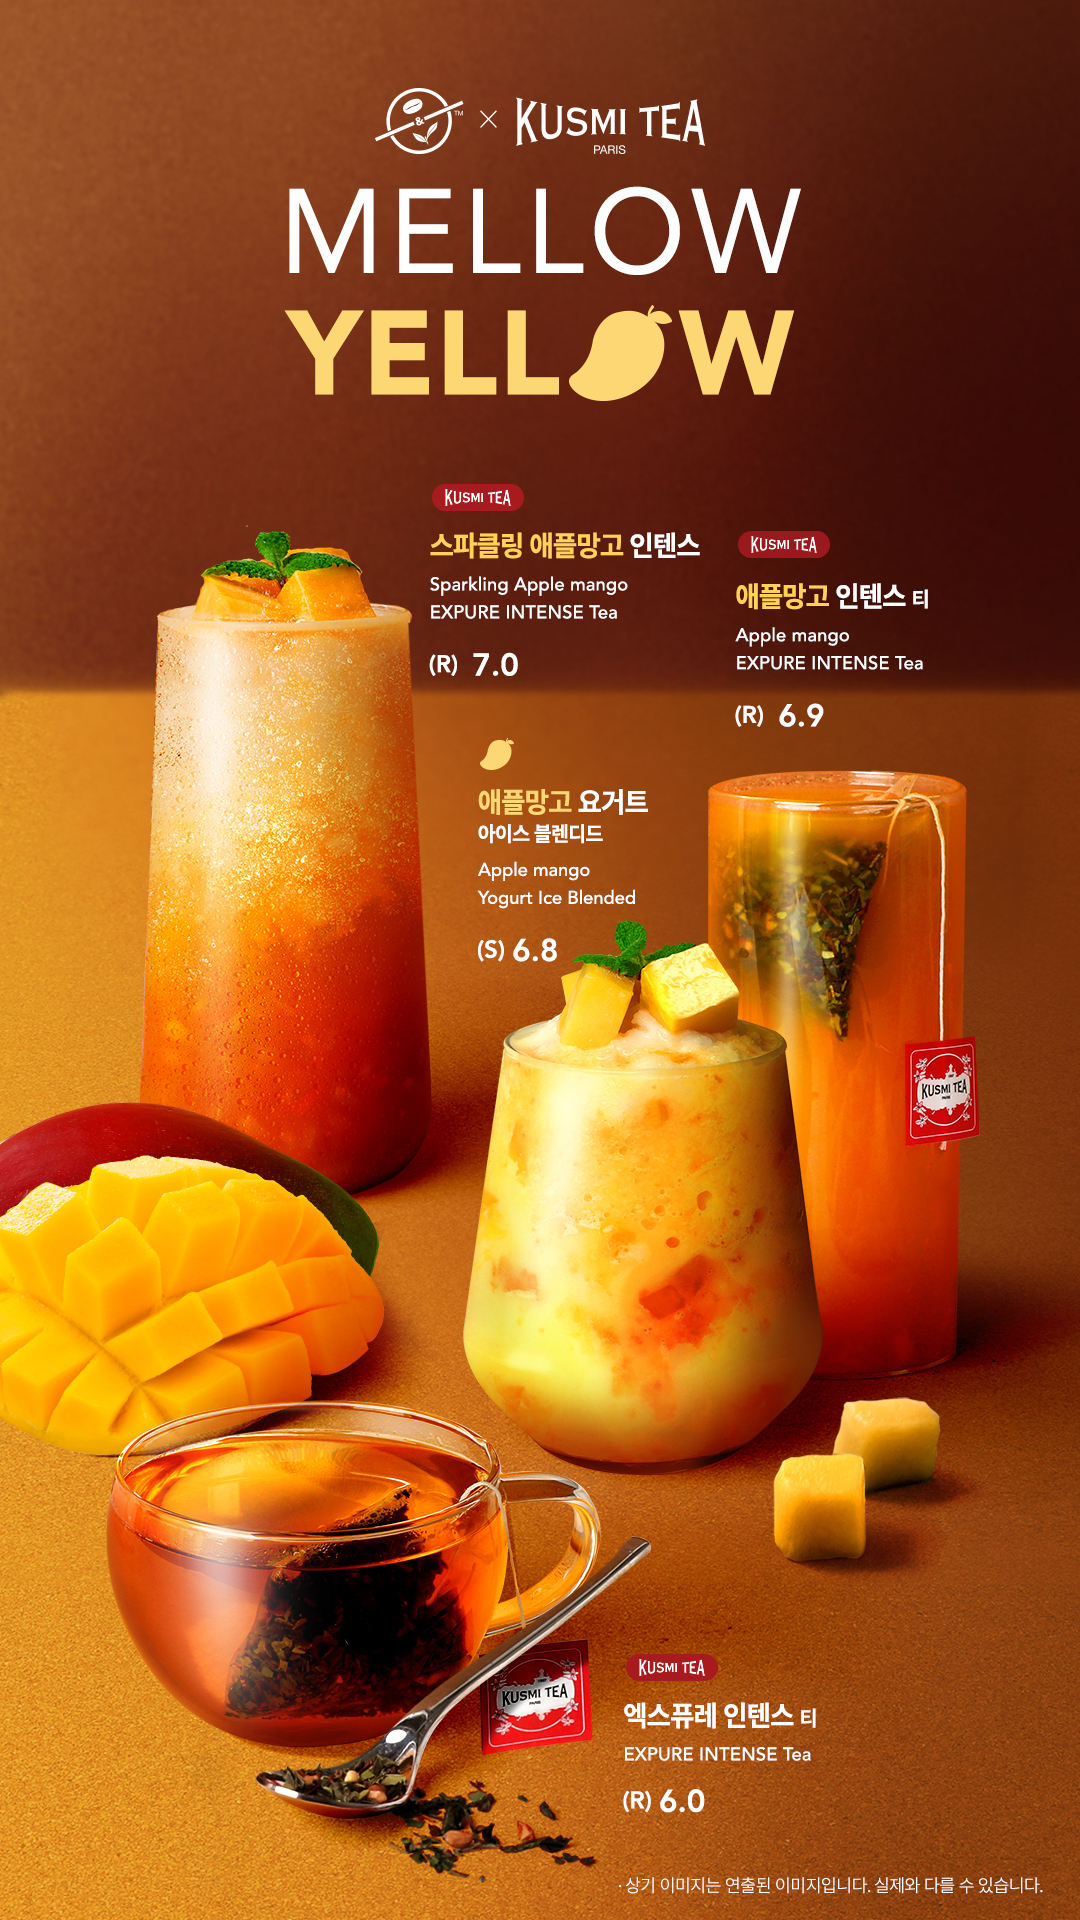 &
TM
×
KUSMI TEA
PARIS
MELLOW
YELLOW
KUSMI TEA
스파클링 애플망고 인텐스
Sparkling Apple mango
EXPURE INTENSE Tea
(R) 7.0
KUSMI TEA
애플망고 인텐스 티
Apple mango
EXPURE INTENSE Tea
(R) 6.9
애플망고 요거트
아이스 블렌디드
Apple mango
Yogurt Ice Blended
(S) 6.8
KUSMI TEA
PARIS
KUSMI TEA
PARIS
KUSMI TEA
엑스퓨레 인텐스 티
EXPURE INTENSE Tea
(R) 6.0
· 상기 이미지는 연출된 이미지입니다. 실제와 다를 수 있습니다.